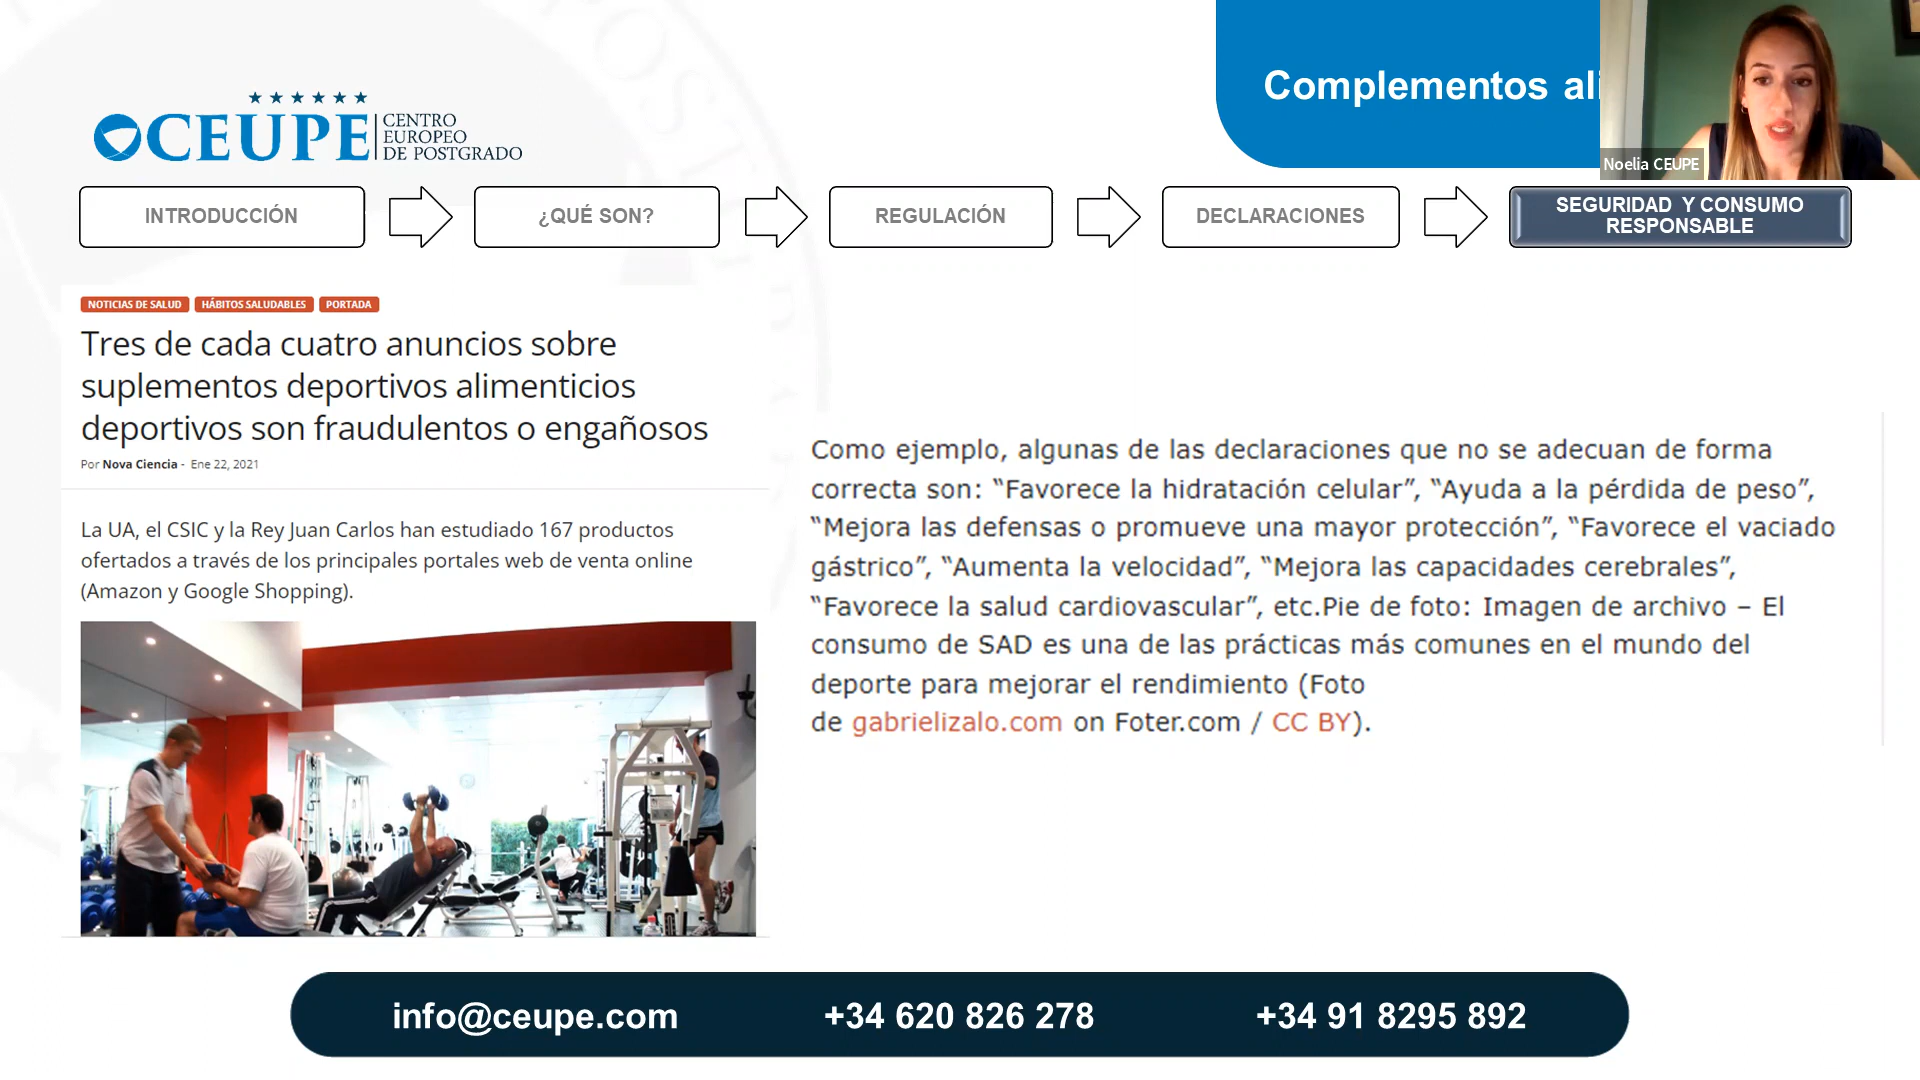 CEUPE
CENTRO
EUROPEO
DE POSTGRADO
Complementos
Noelia CEUPE
INTRODUCCIÓN
¿QUÉ SON?
REGULACIÓN
DECLARACIONES
SEGURIDAD Y CONSUMO
RESPONSABLE
NOTICIAS DE SALUD HÁBITOS SALUDABLES PORTADA
Tres de cada cuatro anuncios sobre
suplementos deportivos alimenticios
deportivos son fraudulentos o engañosos
Por Nova Ciencia - Ene 22, 2021
La UA, el CSIC y la Rey Juan Carlos han estudiado 167 productos
ofertados a través de los principales portales web de venta online
(Amazon y Google Shopping).
Como ejemplo, algunas de las declaraciones que no se adecuan de forma
correcta son: “Favorece la hidratación celular”, “Ayuda a la pérdida de peso”,
“Mejora las defensas o promueve una mayor protección”, “Favorece el vaciado
gástrico”, “Aumenta la velocidad”, “Mejora las capacidades cerebrales”,
“Favorece la salud cardiovascular”, etc.Pie de foto: Imagen de archivo – El
consumo de SAD es una de las prácticas más comunes en el mundo del
deporte para mejorar el rendimiento (Foto
de gabrielizalo.com on Foter.com / CC BY).
info@ceupe.com
+34 620 826 278
+34 91 8295 892